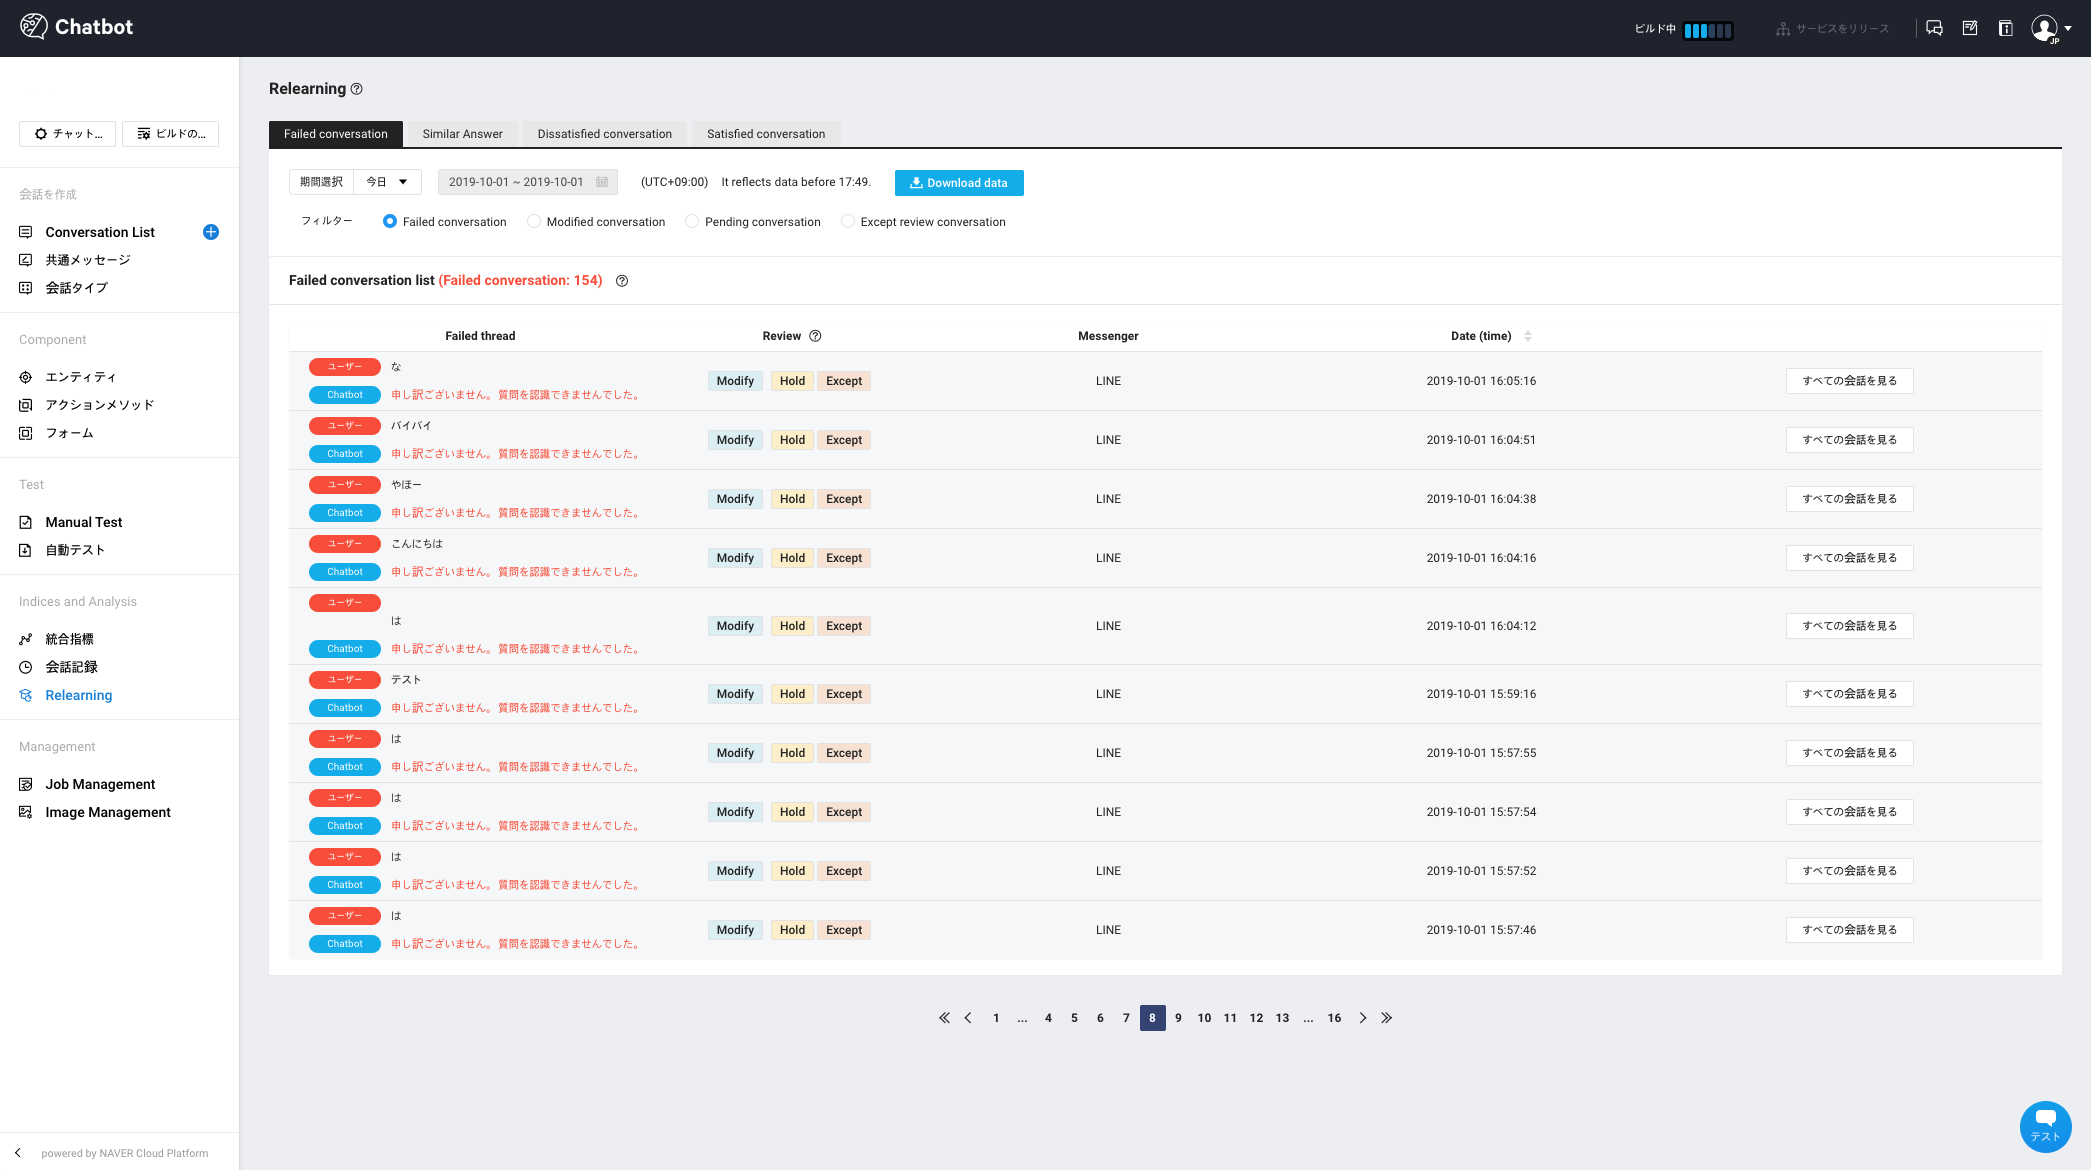 Chatbot
ビルド中
サービスをリリース
JP
チャット...
ビルドの...
会話を作成
Conversation List
共通メッセージ
会話タイプ
Component
エンティティ
アクションメソッド
フォーム
Test
Manual Test
自動テスト
Indices and Analysis
統合指標
会話記録
Relearning
Management
Job Management
Image Management
powered by NAVER Cloud Platform
Relearning
Failed conversation Similar Answer Dissatisfied conversation Satisfied conversation
期間選択 今日 2019-10-01 ~ 2019-10-01 (UTC+09:00) It reflects data before 17:49. Download data
フィルター Failed conversation Modified conversation Pending conversation Except review conversation
Failed conversation list (Failed conversation: 154)
Failed thread Review Messenger Date (time)
ユーザー な
Chatbot 申し訳ございません。質問を認識できませんでした。
Modify Hold Except LINE 2019-10-01 16:05:16 すべての会話を見る
ユーザー バイバイ
Chatbot 申し訳ございません。質問を認識できませんでした。
Modify Hold Except LINE 2019-10-01 16:04:51 すべての会話を見る
ユーザー やほー
Chatbot 申し訳ございません。質問を認識できませんでした。
Modify Hold Except LINE 2019-10-01 16:04:38 すべての会話を見る
ユーザー こんにちは
Chatbot 申し訳ございません。質問を認識できませんでした。
Modify Hold Except LINE 2019-10-01 16:04:16 すべての会話を見る
ユーザー
は
Chatbot 申し訳ございません。質問を認識できませんでした。
Modify Hold Except LINE 2019-10-01 16:04:12 すべての会話を見る
ユーザー テスト
Chatbot 申し訳ございません。質問を認識できませんでした。
Modify Hold Except LINE 2019-10-01 15:59:16 すべての会話を見る
ユーザー は
Chatbot 申し訳ございません。質問を認識できませんでした。
Modify Hold Except LINE 2019-10-01 15:57:55 すべての会話を見る
ユーザー は
Chatbot 申し訳ございません。質問を認識できませんでした。
Modify Hold Except LINE 2019-10-01 15:57:54 すべての会話を見る
ユーザー は
Chatbot 申し訳ございません。質問を認識できませんでした。
Modify Hold Except LINE 2019-10-01 15:57:52 すべての会話を見る
ユーザー は
Chatbot 申し訳ございません。質問を認識できませんでした。
Modify Hold Except LINE 2019-10-01 15:57:46 すべての会話を見る
1 ... 4 5 6 7 8 9 10 11 12 13 ... 16
テスト